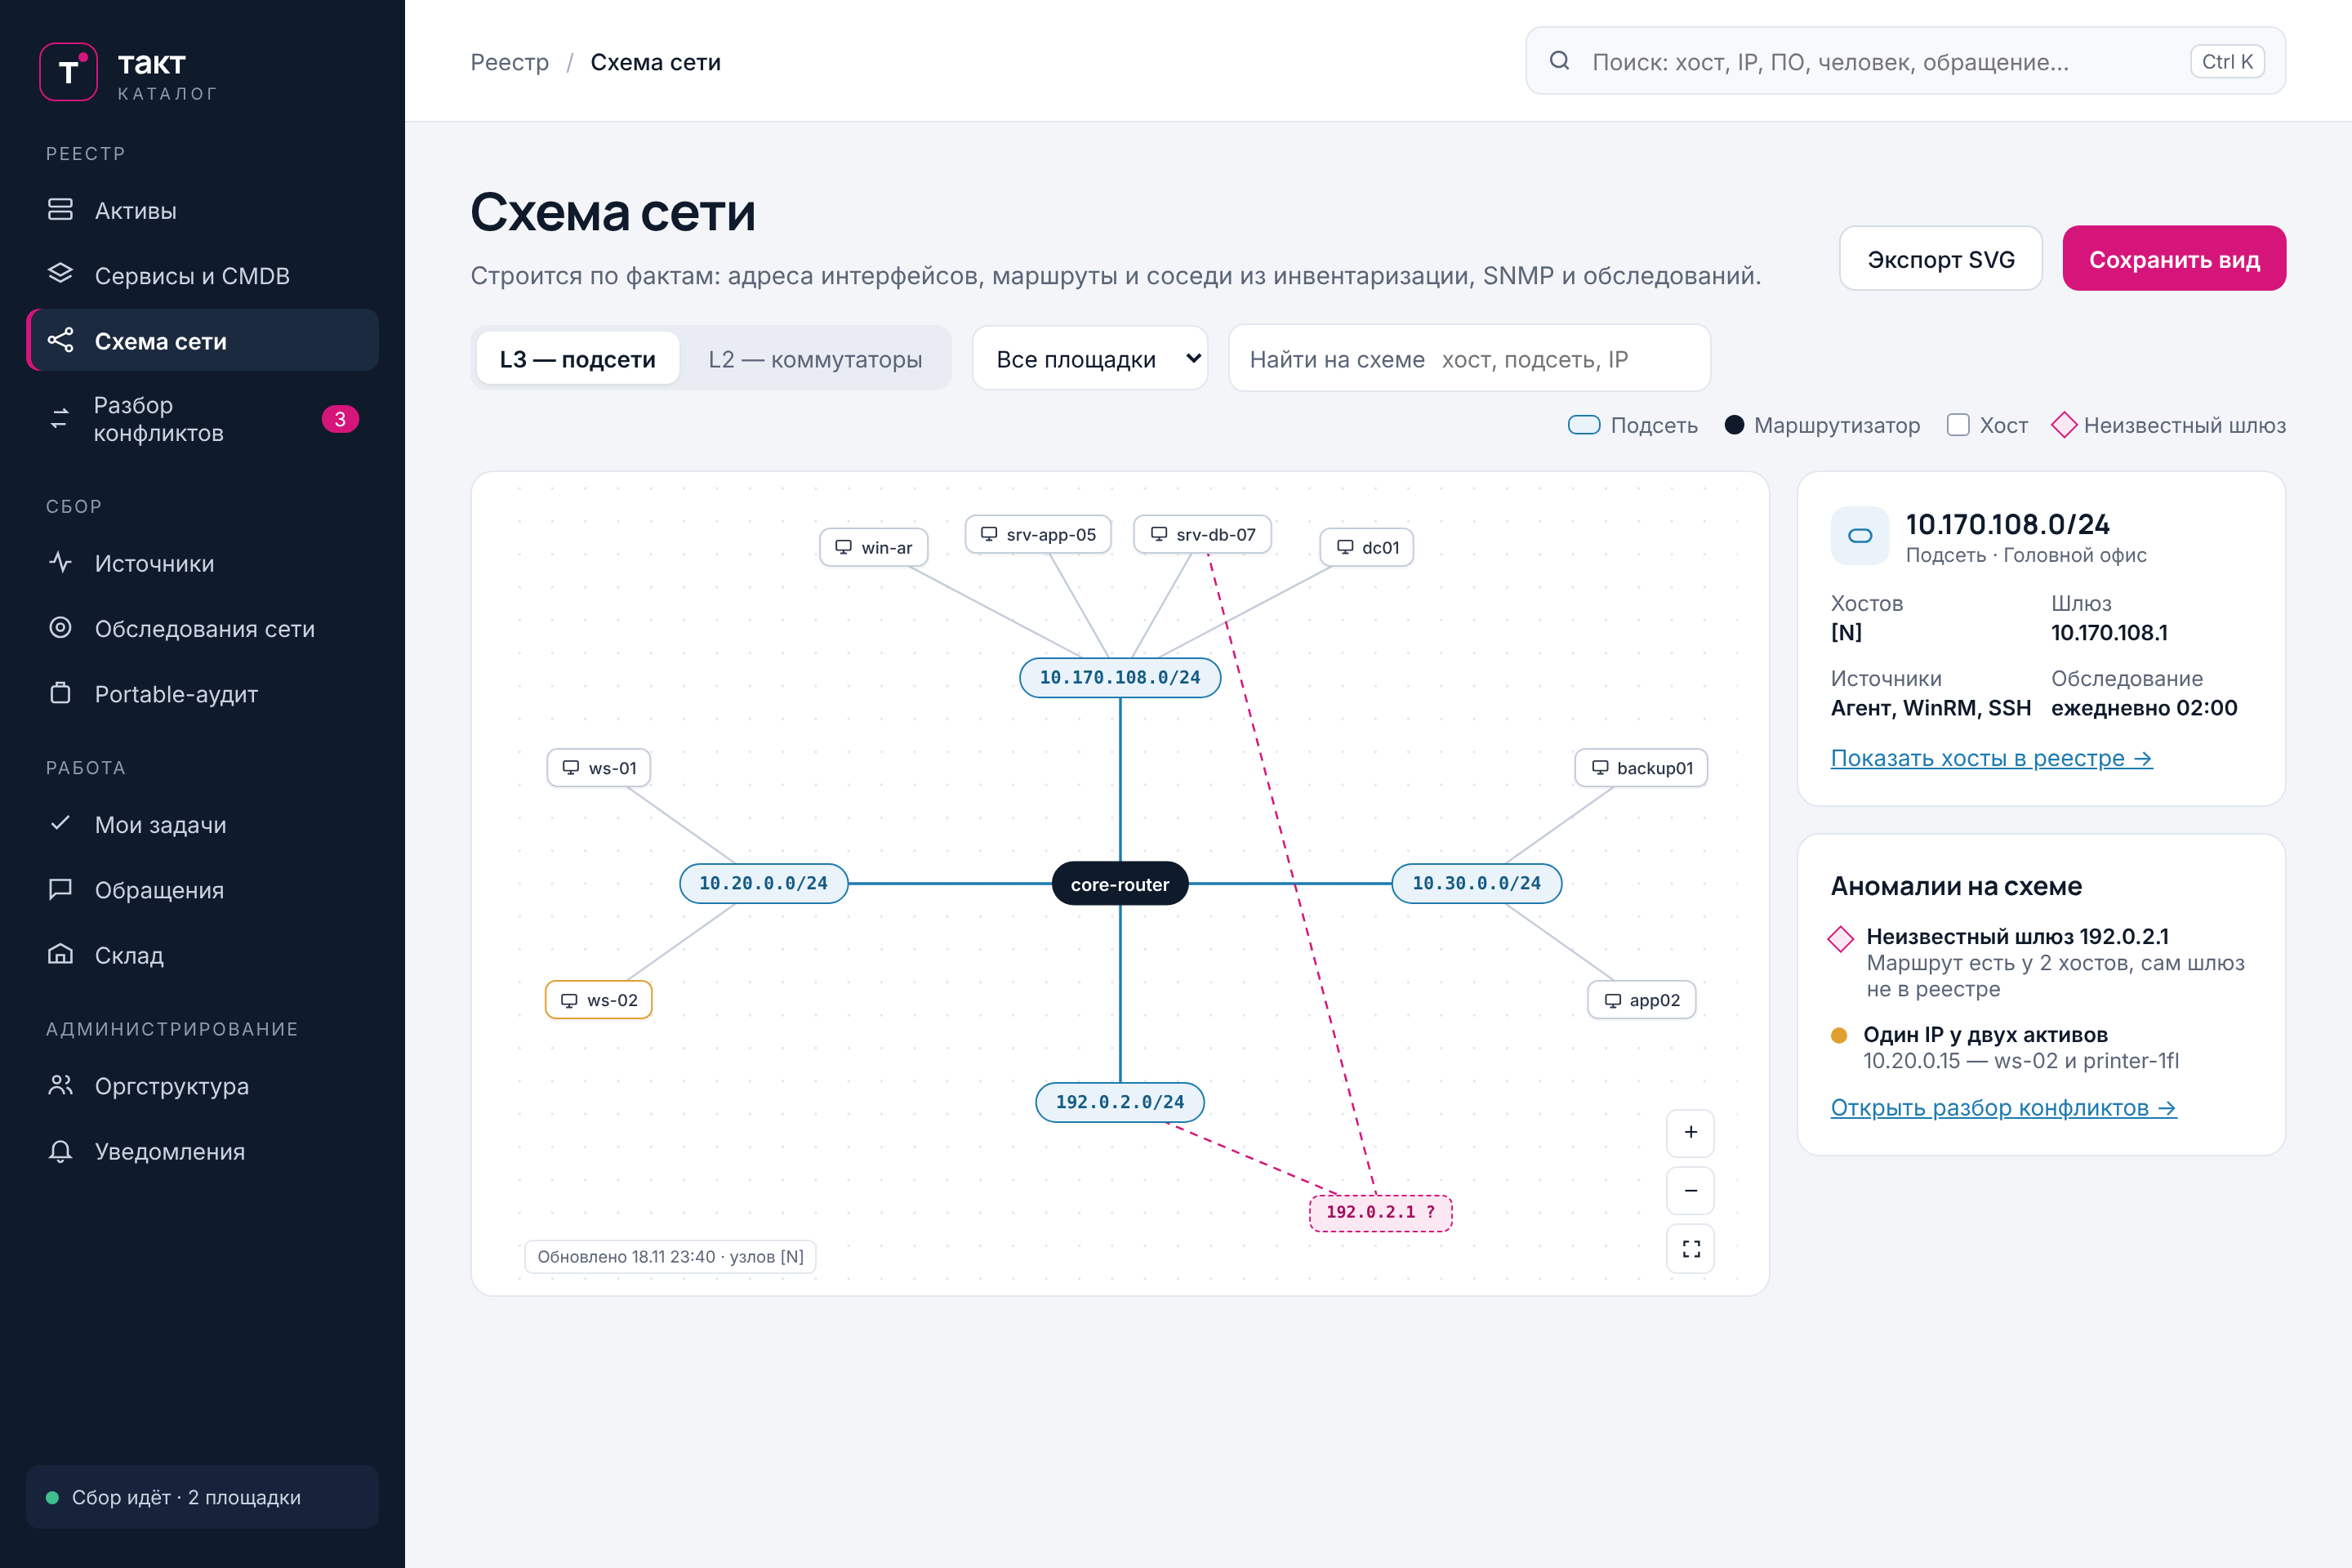 т
такт
КАТАЛОГ
РЕЕСТР
Активы
Сервисы и CMDB
Схема сети
Разбор
конфликтов
3
СБОР
Источники
Обследования сети
Portable-аудит
РАБОТА
Мои задачи
Обращения
Склад
АДМИНИСТРИРОВАНИЕ
Оргструктура
Уведомления
Сбор идёт · 2 площадки
Реестр / Схема сети
Поиск: хост, IP, ПО, человек, обращение...
Ctrl K
Схема сети
Строится по фактам: адреса интерфейсов, маршруты и соседи из инвентаризации, SNMP и обследований.
Экспорт SVG
Сохранить вид
L3 — подсети
L2 — коммутаторы
Все площадки
Найти на схеме
хост, подсеть, IP
Подсеть
Маршрутизатор
Хост
Неизвестный шлюз
win-ar
srv-app-05
srv-db-07
dc01
10.170.108.0/24
ws-01
backup01
10.20.0.0/24
core-router
10.30.0.0/24
ws-02
app02
192.0.2.0/24
192.0.2.1 ?
+
−
Обновлено 18.11 23:40 · узлов [N]
10.170.108.0/24
Подсеть · Головной офис
Хостов
[N]
Шлюз
10.170.108.1
Источники
Агент, WinRM, SSH
Обследование
ежедневно 02:00
Показать хосты в реестре →
Аномалии на схеме
Неизвестный шлюз 192.0.2.1
Маршрут есть у 2 хостов, сам шлюз
не в реестре
Один IP у двух активов
10.20.0.15 — ws-02 и printer-1fl
Открыть разбор конфликтов →